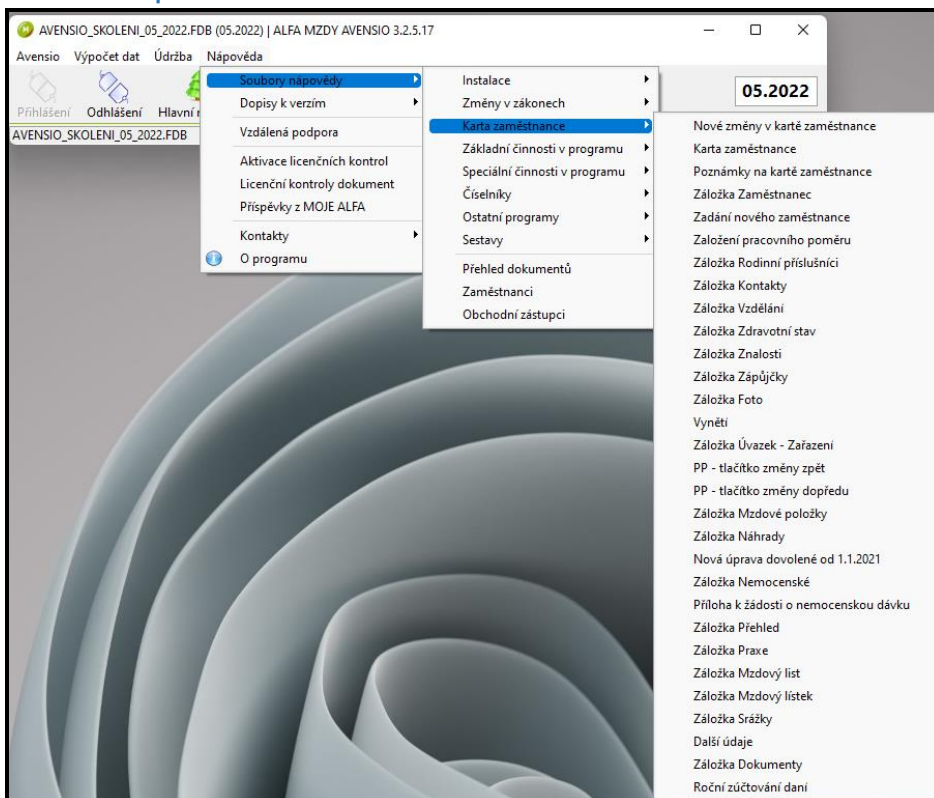 AVENSIO_SKOLENI_05_2022.FDB (05.2022) | ALFA MZDY AVENSIO 3.2.5.17
Avensio Výpočet dat Údržba Nápověda
Přihlášení Odhlášení Hlavní
05.2022
AVENSIO_SKOLENI_05_2022.FDB
Soubory nápovědy
Dopisy k verzím
Vzdálená podpora
Aktivace licenčních kontrol
Licenční kontroly dokument
Příspěvky z MOJE ALFA
Kontakty
O programu
Instalace
Změny v zákonech
Karta zaměstnance
Základní činnosti v programu
Speciální činnosti v programu
Číselníky
Ostatní programy
Sestavy
Přehled dokumentů
Zaměstnanci
Obchodní zástupci
Nové změny v kartě zaměstnance
Karta zaměstnance
Poznámky na kartě zaměstnance
Záložka Zaměstnanec
Zadání nového zaměstnance
Založení pracovního poměru
Záložka Rodinní příslušníci
Záložka Kontakty
Záložka Vzdělání
Záložka Zdravotní stav
Záložka Znalosti
Záložka Zápůjčky
Záložka Foto
Vynětí
Záložka Úvazek - Zařazení
PP - tlačítko změny zpět
PP - tlačítko změny dopředu
Záložka Mzdové položky
Záložka Náhrady
Nová úprava dovolené od 1.1.2021
Záložka Nemocenské
Příloha k žádosti o nemocenskou dávku
Záložka Přehled
Záložka Praxe
Záložka Mzdový list
Záložka Mzdový lístek
Záložka Srážky
Další údaje
Záložka Dokumenty
Roční zúčtování daní